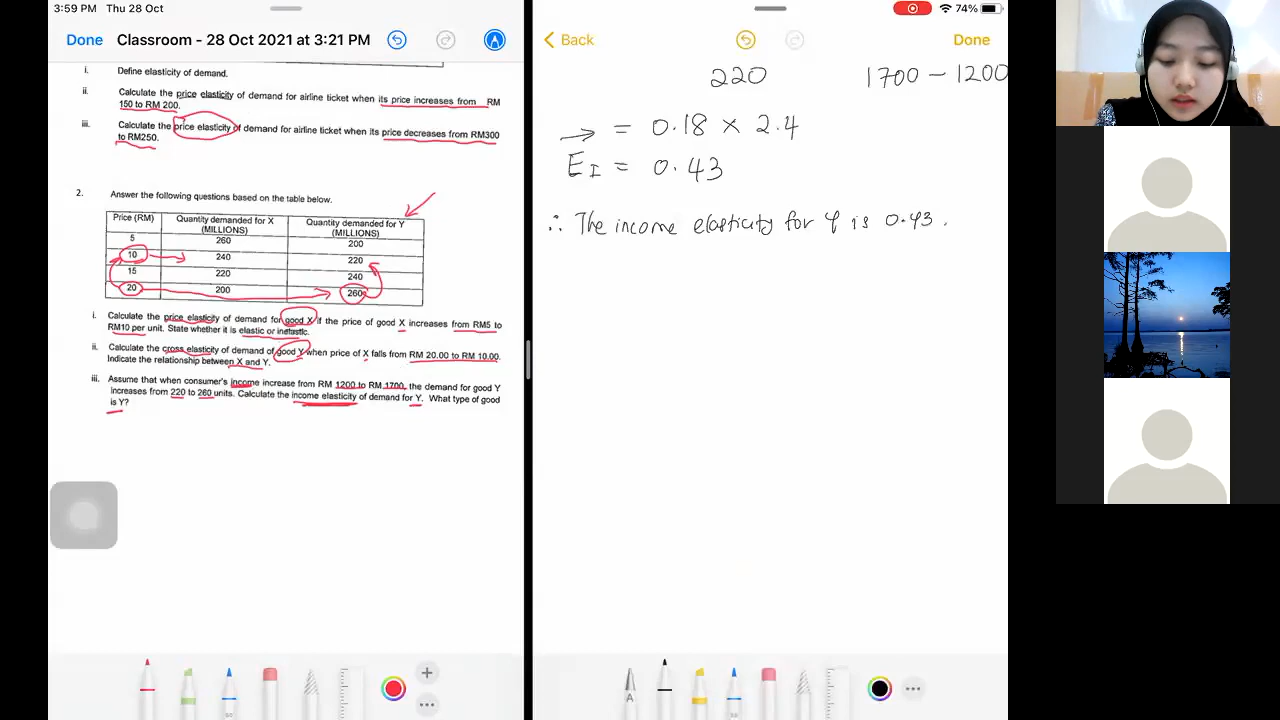 3:59 PM Thu 28 Oct
74%
Done Classroom - 28 Oct 2021 at 3:21 PM
Back Done
i. Define elasticity of demand.
ii. Calculate the price elasticity of demand for airline ticket when its price increases from RM
150 to RM 200.
iii. Calculate the price elasticity of demand for airline ticket when its price decreases from RM300
to RM250.
2. Answer the following questions based on the table below.
Price (RM) Quantity demanded for X (MILLIONS) Quantity demanded for Y (MILLIONS)
5 260 200
10 240 220
15 220 240
20 200 260
i. Calculate the price elasticity of demand for good X if the price of good X increases from RM5 to
RM10 per unit. State whether it is elastic or inelastic.
ii. Calculate the cross elasticity of demand of good Y when price of X falls from RM 20.00 to RM 10.00.
Indicate the relationship between X and Y.
iii. Assume that when consumer's income increase from RM 1200 to RM 1700, the demand for good Y
increases from 220 to 260 units. Calculate the income elasticity of demand for Y. What type of good
is Y?
220 1700 - 1200
→ = 0.18 × 2.4
EI = 0.43
∴ The income elasticity for Y is 0.43.
A
50
50